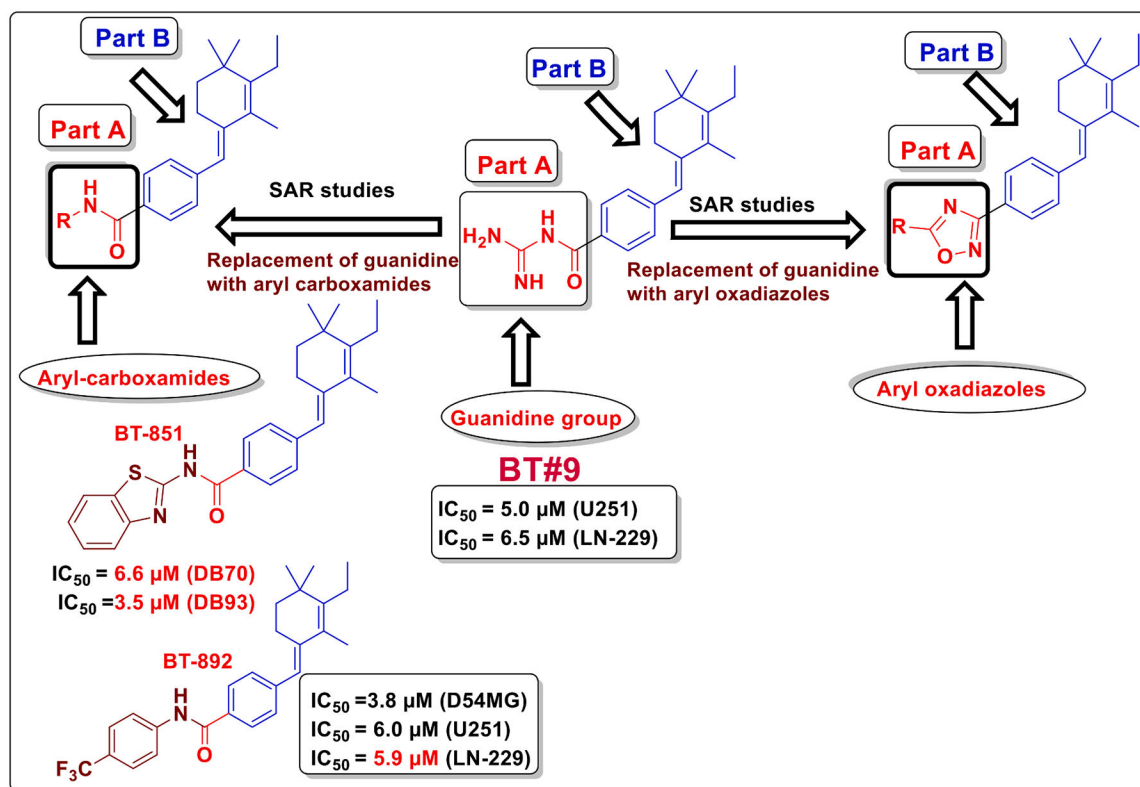 Part B
Part A
H
R
N
O
SAR studies
Replacement of guanidine
with aryl carboxamides
Aryl-carboxamides
Part B
Part A
H₂N
H
N
NH
O
Guanidine group
BT#9
IC₅₀ = 5.0 µM (U251)
IC₅₀ = 6.5 µM (LN-229)
SAR studies
Replacement of guanidine
with aryl oxadiazoles
Part B
Part A
R
N
O
N
Aryl oxadiazoles
BT-851
S
H
N
N
O
IC₅₀ = 6.6 µM (DB70)
IC₅₀ =3.5 µM (DB93)
BT-892
H
N
O
F₃C
IC₅₀ =3.8 µM (D54MG)
IC₅₀ = 6.0 µM (U251)
IC₅₀ = 5.9 µM (LN-229)